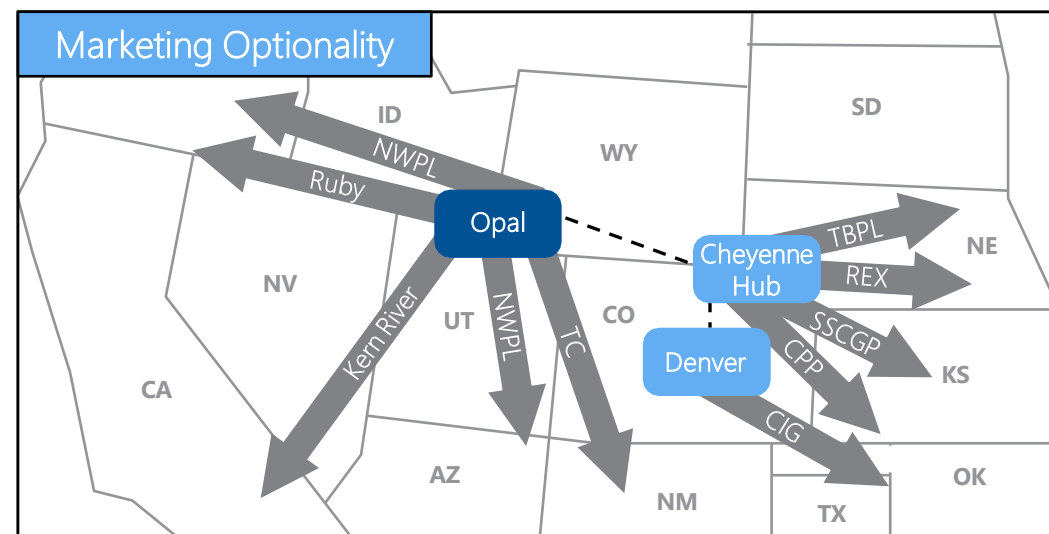 Marketing Optionality
ID
SD
WY
NWPL
Ruby
Opal
TBPL
NE
Cheyenne
Hub
REX
NV
Kern River
NWPL
UT
TC
CO
SSCGP
CPP
Denver
KS
CA
CIG
AZ
NM
OK
TX